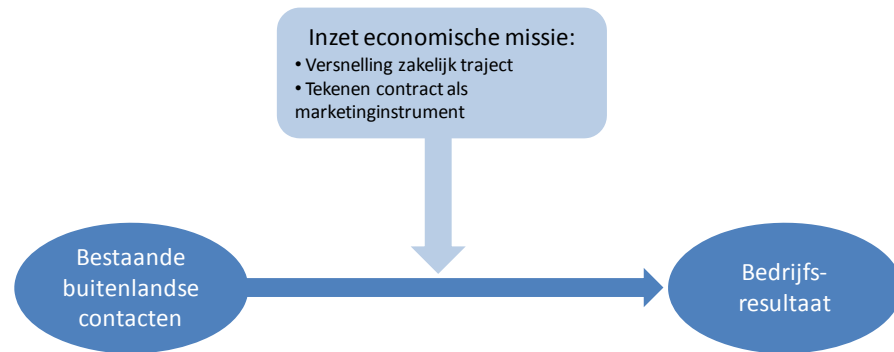 Inzet economische missie:
• Versnelling zakelijk traject
• Tekenen contract als
marketinginstrument
Bestaande
buitenlandse
contacten
Bedrijfs-
resultaat